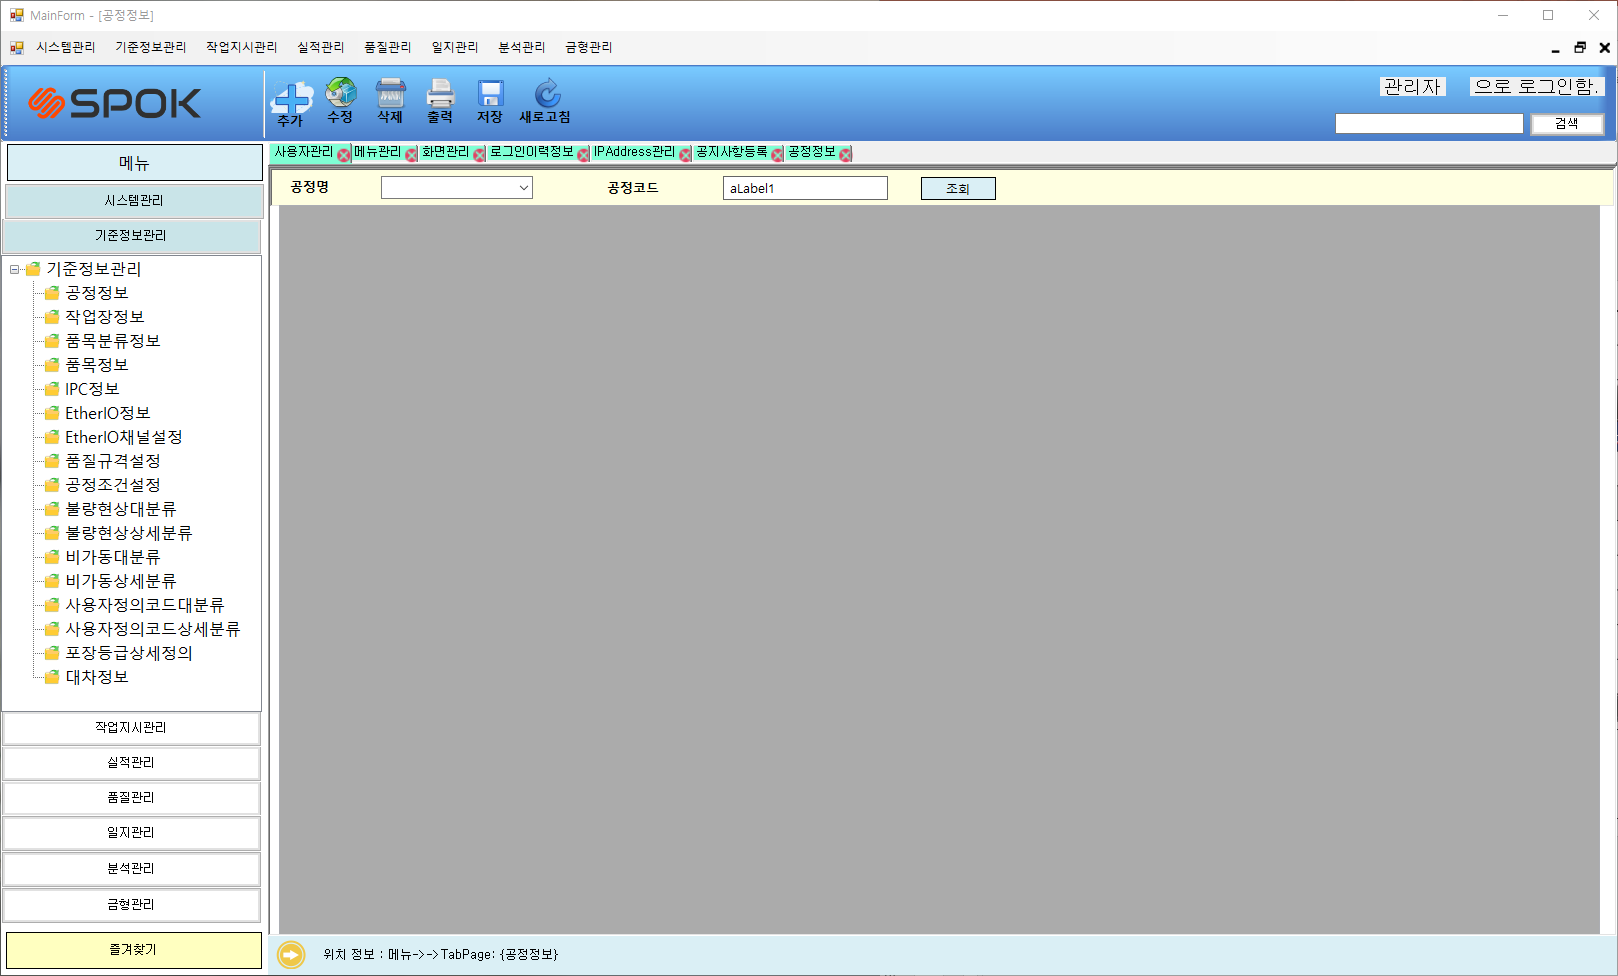 MainForm - [공정정보]
시스템관리 기준정보관리 작업지시관리 실적관리 품질관리 일지관리 분석관리 금형관리
SPOK
추가 수정 삭제 출력 저장 새로고침
관리자 으로 로그인함.
검색
메뉴
사용자관리 메뉴관리 화면관리 로그인이력정보 IPAddress관리 공지사항등록 공정정보
공정명 공정코드 aLabel1 조회
시스템관리
기준정보관리
기준정보관리
공정정보
작업장정보
품목분류정보
품목정보
IPC정보
EtherIO정보
EtherIO채널설정
품질규격설정
공정조건설정
불량현상대분류
불량현상상세분류
비가동대분류
비가동상세분류
사용자정의코드대분류
사용자정의코드상세분류
포장등급상세정의
대차정보
작업지시관리
실적관리
품질관리
일지관리
분석관리
금형관리
즐겨찾기
위치 정보 : 메뉴->->TabPage: {공정정보}